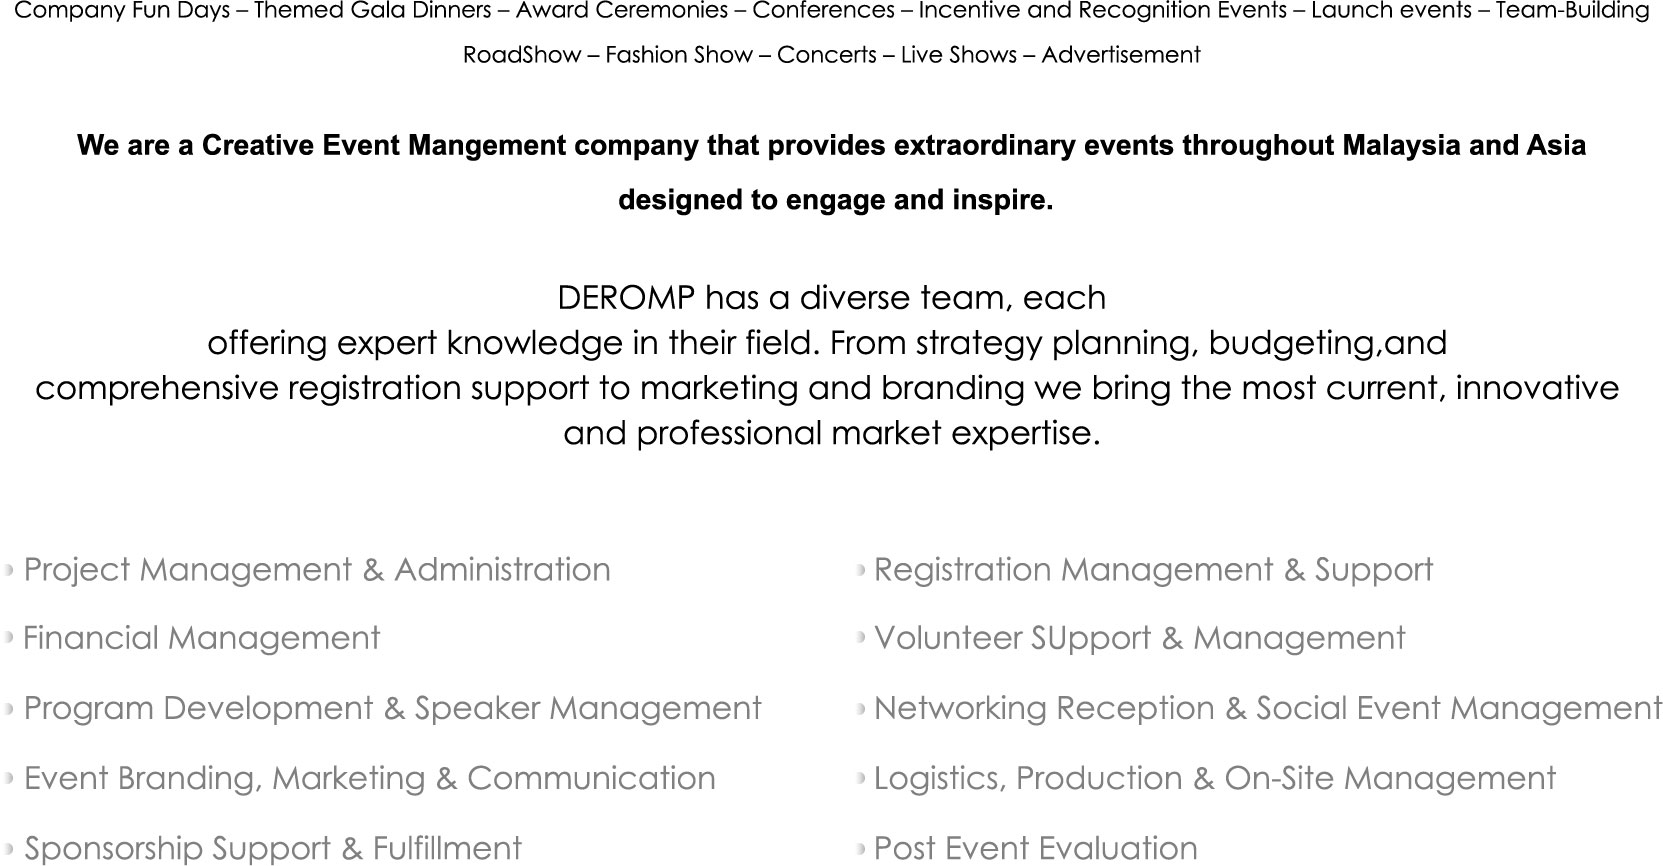 Company Fun Days – Themed Gala Dinners – Award Ceremonies – Conferences – Incentive and Recognition Events – Launch events – Team-Building
RoadShow – Fashion Show – Concerts – Live Shows – Advertisement
We are a Creative Event Mangement company that provides extraordinary events throughout Malaysia and Asia
designed to engage and inspire.
DEROMP has a diverse team, each
offering expert knowledge in their field. From strategy planning, budgeting,and
comprehensive registration support to marketing and branding we bring the most current, innovative
and professional market expertise.
Project Management & Administration
Financial Management
Program Development & Speaker Management
Event Branding, Marketing & Communication
Sponsorship Support & Fulfillment
Registration Management & Support
Volunteer SUpport & Management
Networking Reception & Social Event Management
Logistics, Production & On-Site Management
Post Event Evaluation